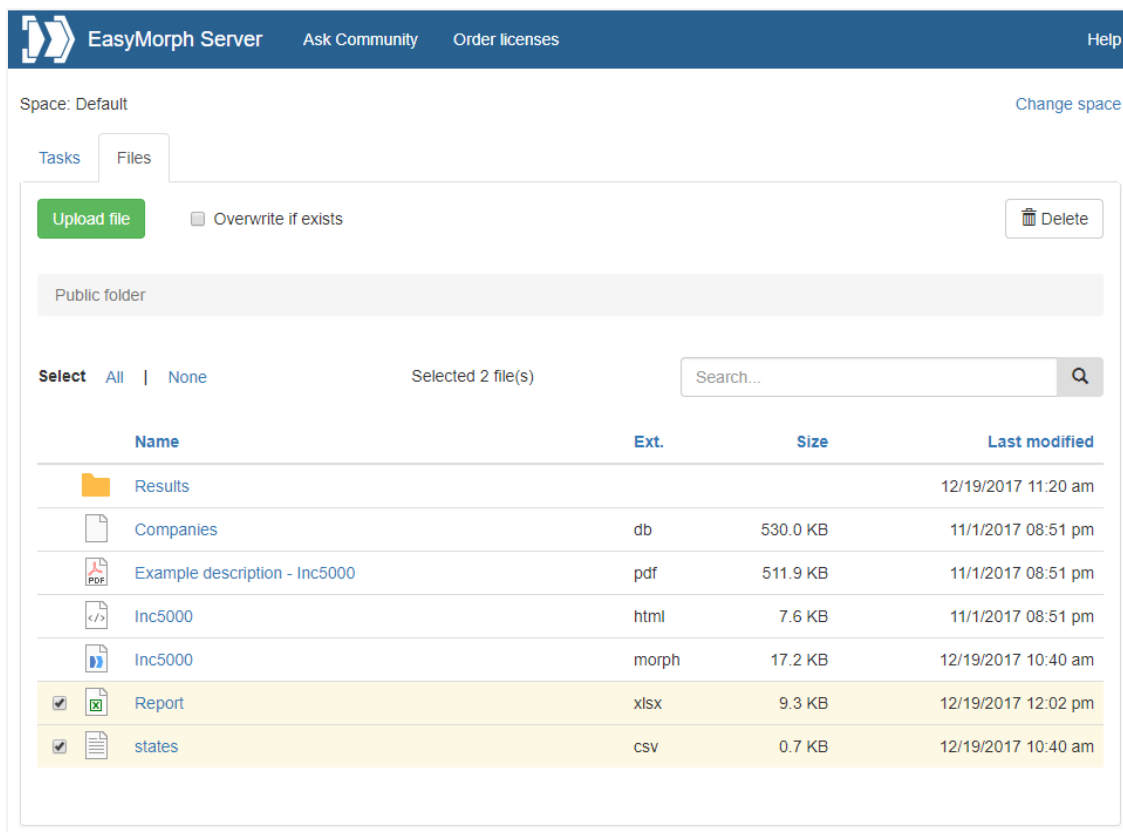 EasyMorph Server Ask Community Order licenses Help
Space: Default Change space
Tasks Files
Upload file Overwrite if exists Delete
Public folder
Select All | None Selected 2 file(s) Search...
Name Ext. Size Last modified
Results 12/19/2017 11:20 am
Companies db 530.0 KB 11/1/2017 08:51 pm
PDF Example description - Inc5000 pdf 511.9 KB 11/1/2017 08:51 pm
</> Inc5000 html 7.6 KB 11/1/2017 08:51 pm
Inc5000 morph 17.2 KB 12/19/2017 10:40 am
X Report xlsx 9.3 KB 12/19/2017 12:02 pm
states csv 0.7 KB 12/19/2017 10:40 am